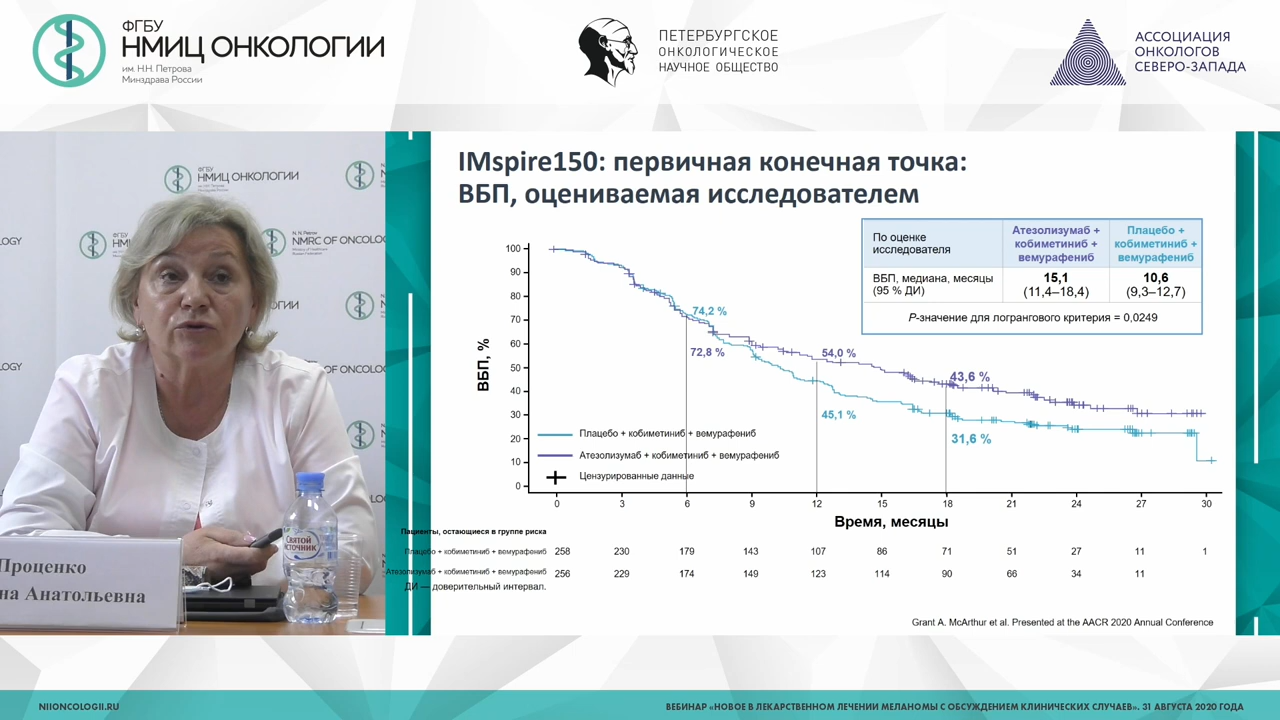 ФГБУ
НМИЦ ОНКОЛОГИИ
им. Н.Н. Петрова
Минздрава России
ПЕТЕРБУРГСКОЕ
ОНКОЛОГИЧЕСКОЕ
НАУЧНОЕ ОБЩЕСТВО
АССОЦИАЦИЯ
ОНКОЛОГОВ
СЕВЕРО-ЗАПАДА
ФГБУ
НМИЦ ОНКОЛОГИИ
NMRC OF ONCOLO
Проценко
на Анатольевна
СВЯТОЙ
ИСТОЧНИК
IMspire150: первичная конечная точка:
ВБП, оцениваемая исследователем
По оценке
исследователя
Атезолизумаб +
кобиметиниб +
вемурафениб
Плацебо +
кобиметиниб +
вемурафениб
ВБП, медиана, месяцы
(95 % ДИ)
15,1
(11,4–18,4)
10,6
(9,3–12,7)
P-значение для логрангового критерия = 0,0249
ВБП, %
100
90
80
70
60
50
40
30
20
10
0
74,2 %
72,8 %
54,0 %
45,1 %
43,6 %
31,6 %
Плацебо + кобиметиниб + вемурафениб
Атезолизумаб + кобиметиниб + вемурафениб
Цензурированные данные
0 3 6 9 12 15 18 21 24 27 30
Время, месяцы
Пациенты, остающиеся в группе риска
Плацебо + кобиметиниб + вемурафениб 258 230 179 143 107 86 71 51 27 11 1
Атезолизумаб + кобиметиниб + вемурафениб 256 229 174 149 123 114 90 66 34 11
ДИ — доверительный интервал.
Grant A. McArthur et al. Presented at the AACR 2020 Annual Conference
NIIONCOLOGII.RU
ВЕБИНАР «НОВОЕ В ЛЕКАРСТВЕННОМ ЛЕЧЕНИИ МЕЛАНОМЫ С ОБСУЖДЕНИЕМ КЛИНИЧЕСКИХ СЛУЧАЕВ». 31 АВГУСТА 2020 ГОДА